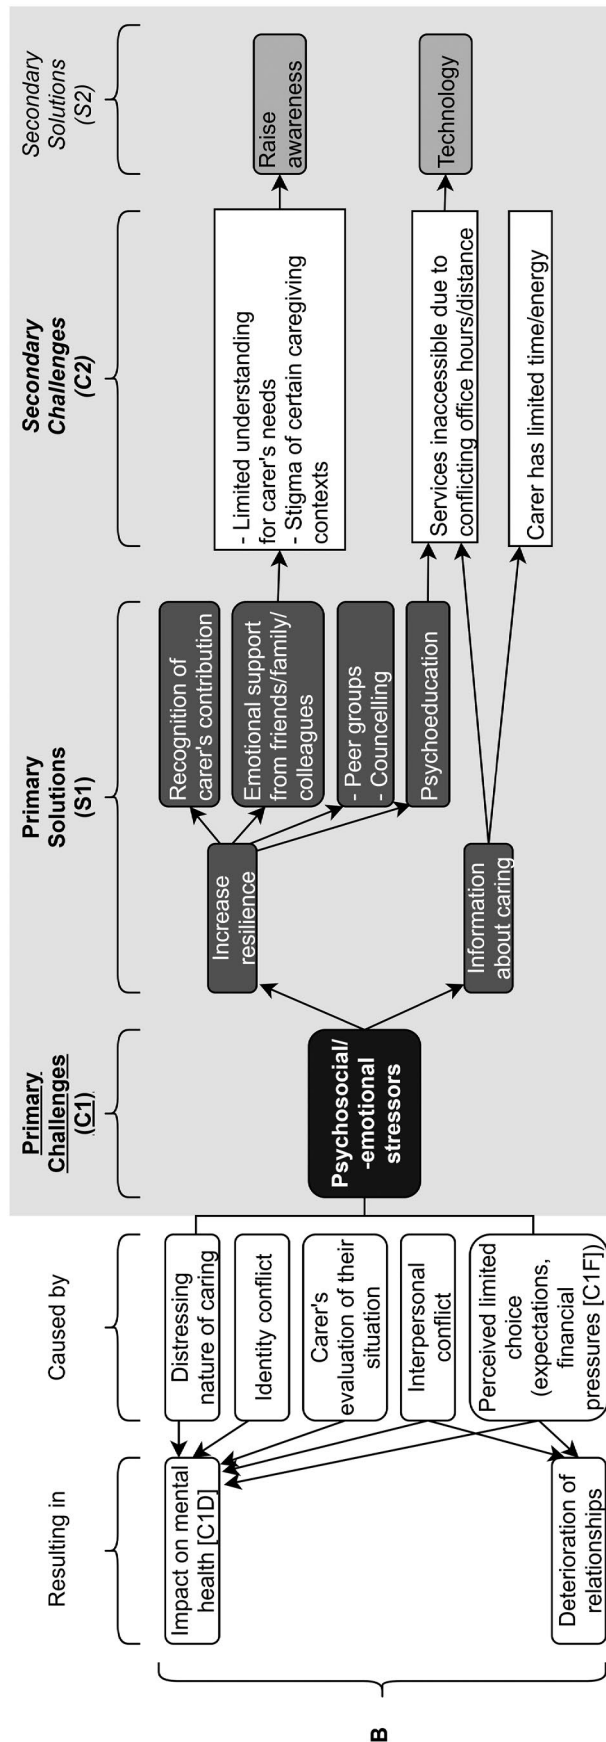 B
Resulting in
Caused by
Primary
Challenges
(C1)
Primary
Solutions
(S1)
Secondary
Challenges
(C2)
Secondary
Solutions
(S2)
Impact on mental
health [C1D]
Deterioration of
relationships
Distressing
nature of caring
Identity conflict
Carer's
evaluation of their
situation
Interpersonal
conflict
Perceived limited
choice
(expectations,
financial
pressures [C1F])
Psychosocial/
-emotional
stressors
Increase
resilience
Information
about caring
Recognition of
carer's contribution
Emotional support
from friends/family/
colleagues
- Peer groups
- Councelling
Psychoeducation
- Limited understanding
for carer's needs
- Stigma of certain caregiving
contexts
Services inaccessible due to
conflicting office hours/distance
Carer has limited time/energy
Raise
awareness
Technology